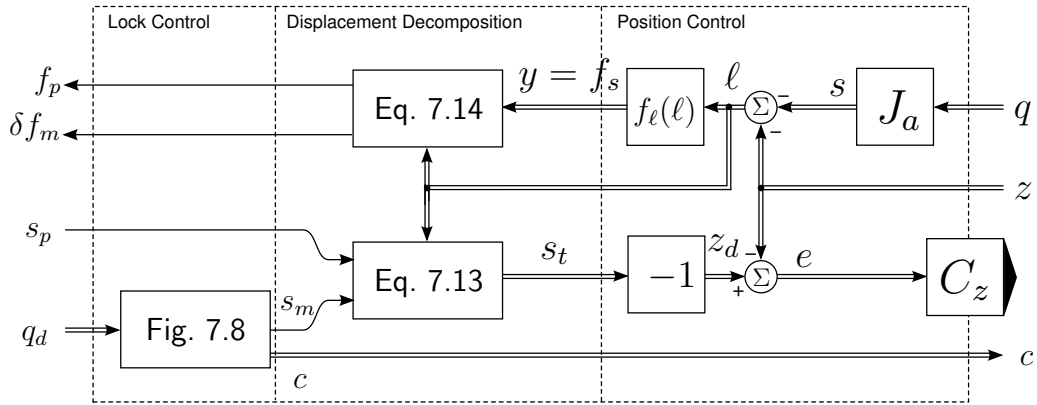 Lock Control
Displacement Decomposition
Position Control
f_p
Eq. 7.14
y = f_s
f_ℓ(ℓ)
ℓ
Σ
-
-
s
J_a
q
δf_m
z
s_p
Eq. 7.13
s_t
−1
z_d
-
+
Σ
e
C_z
s_m
q_d
Fig. 7.8
c
c